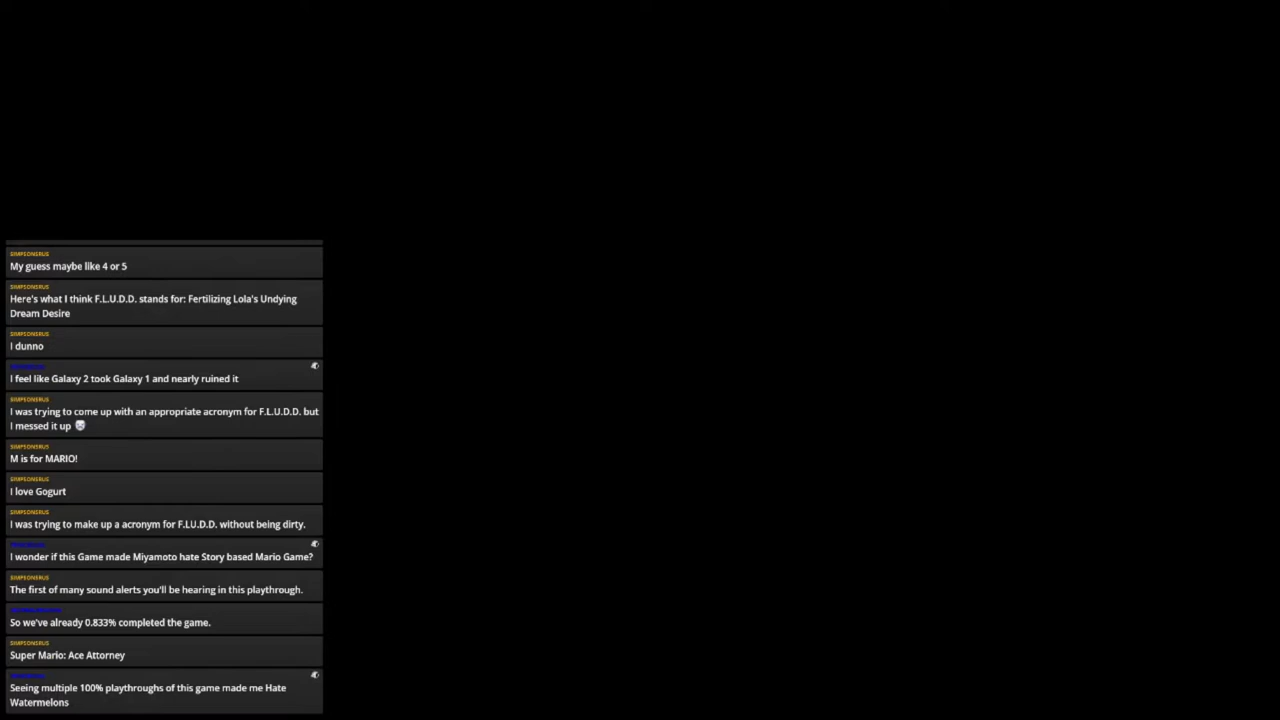 SIMPSONSRUS
My guess maybe like 4 or 5
SIMPSONSRUS
Here's what I think F.L.U.D.D. stands for: Fertilizing Lola's Undying
Dream Desire
SIMPSONSRUS
I dunno
I feel like Galaxy 2 took Galaxy 1 and nearly ruined it
SIMPSONSRUS
I was trying to come up with an appropriate acronym for F.L.U.D.D. but
I messed it up
SIMPSONSRUS
M is for MARIO!
SIMPSONSRUS
I love Gogurt
SIMPSONSRUS
I was trying to make up a acronym for F.LU.D.D. without being dirty.
I wonder if this Game made Miyamoto hate Story based Mario Game?
SIMPSONSRUS
The first of many sound alerts you'll be hearing in this playthrough.
So we've already 0.833% completed the game.
SIMPSONSRUS
Super Mario: Ace Attorney
Seeing multiple 100% playthroughs of this game made me Hate
Watermelons